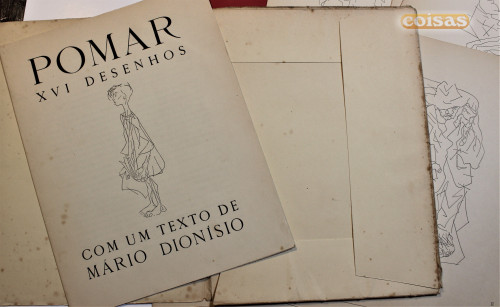 POMAR
XVI DESENHOS
COM UM TEXTO DE
MÁRIO DIONÍSIO
coisas